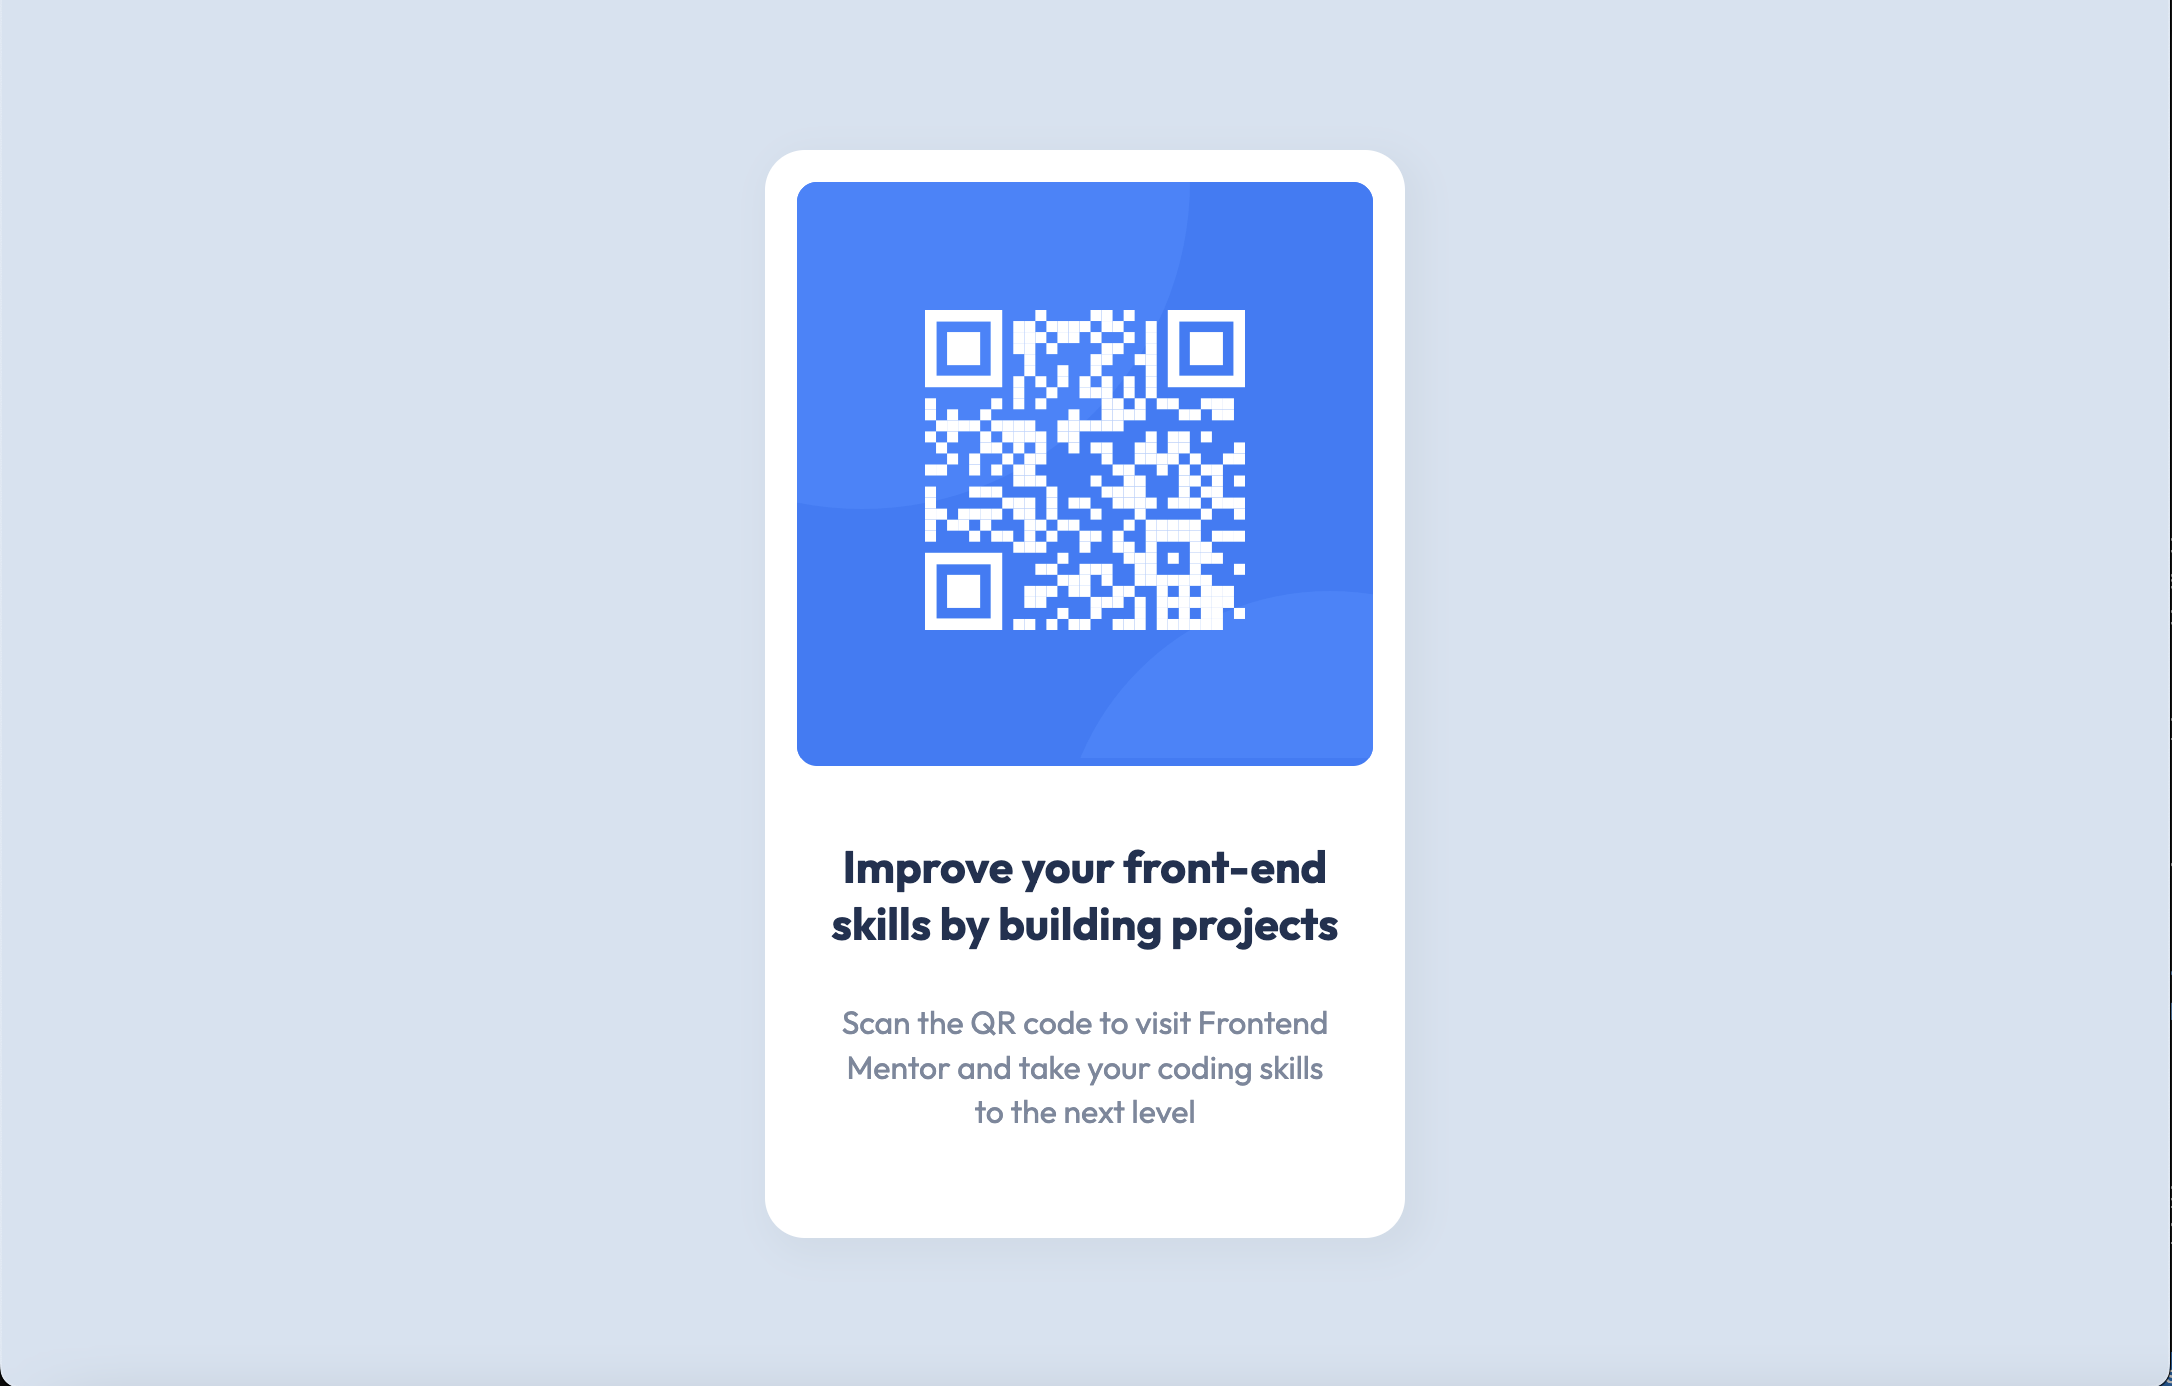 Improve your front-end
skills by building projects
Scan the QR code to visit Frontend
Mentor and take your coding skills
to the next level